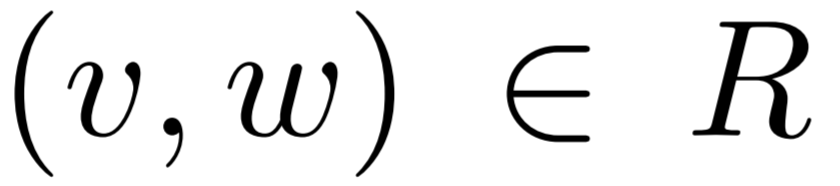 (v, w) ∈ R